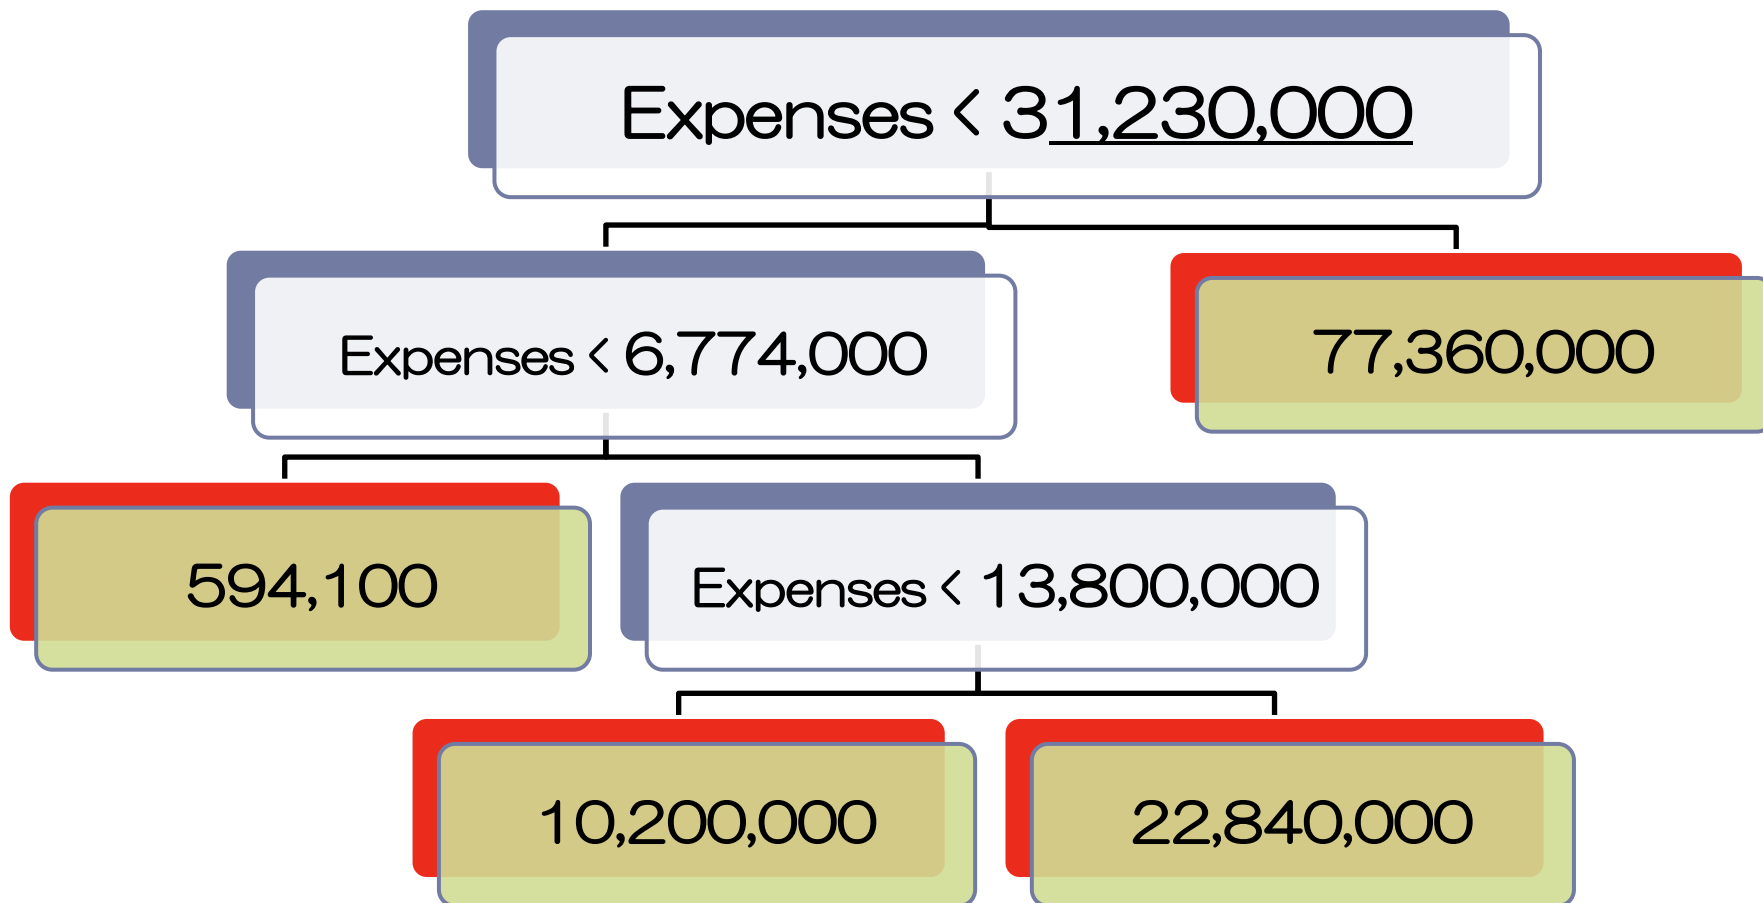 Expenses < 31,230,000
Expenses < 6,774,000
77,360,000
594,100
Expenses < 13,800,000
10,200,000
22,840,000